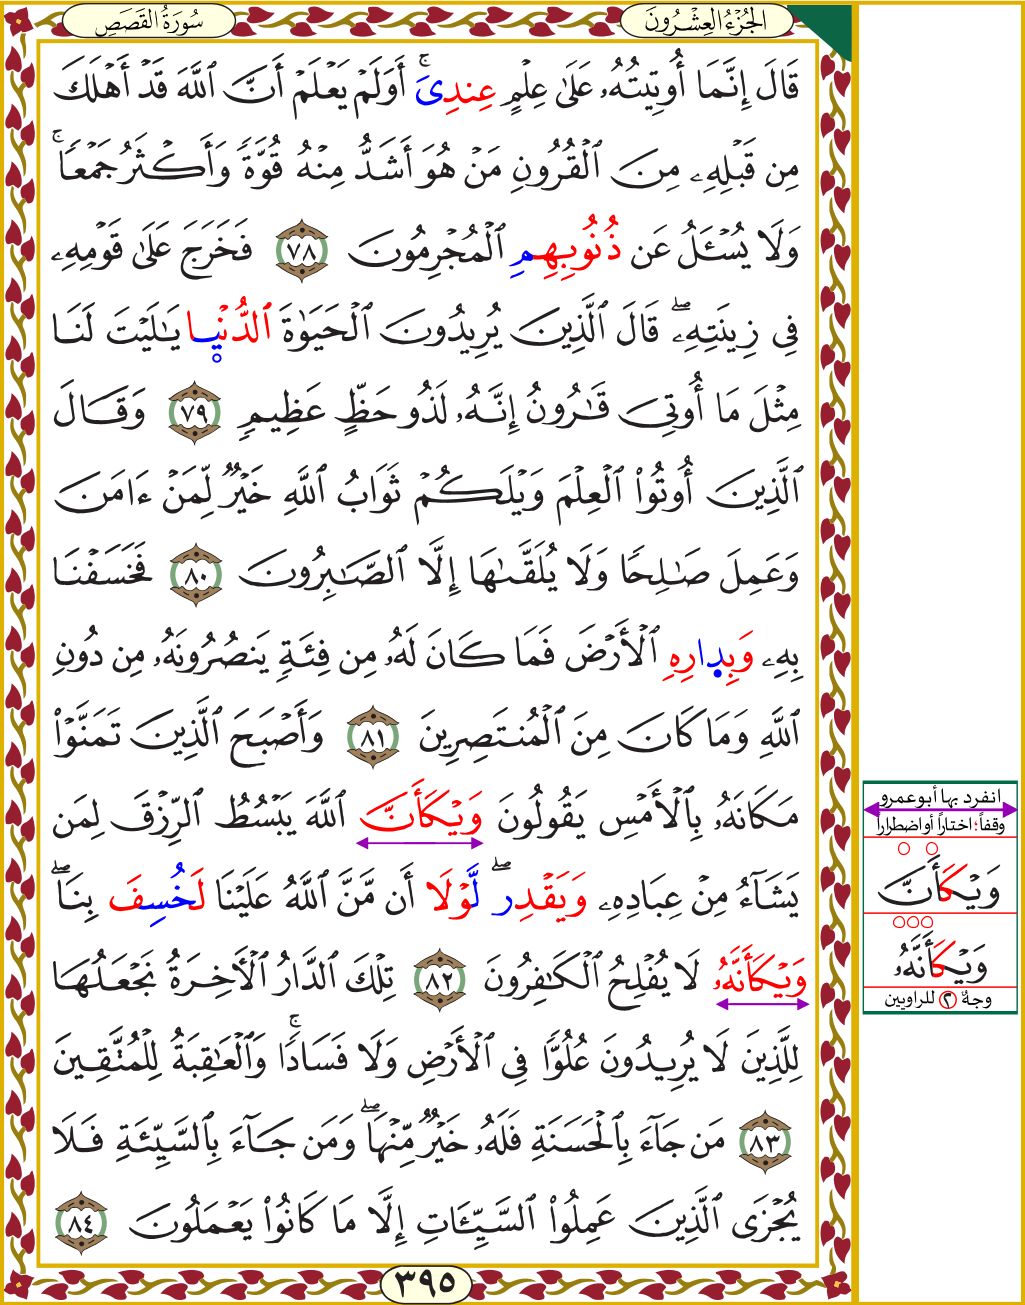 سُورَةُ القَصَصِ
الجُزْءُ العِشْرُونَ
قَالَ إِنَّمَا أُوتِيتُهُۥ عَلَىٰ عِلْمٍ عِندِىَۚ أَوَلَمْ يَعْلَمْ أَنَّ ٱللَّهَ قَدْ أَهْلَكَ
مِن قَبْلِهِۦ مِنَ ٱلْقُرُونِ مَنْ هُوَ أَشَدُّ مِنْهُ قُوَّةً وَأَكْثَرُ جَمْعًاۚ
وَلَا يُسْـَٔلُ عَن ذُنُوبِهِمِ ٱلْمُجْرِمُونَ ٧٨ فَخَرَجَ عَلَىٰ قَوْمِهِۦ
فِى زِينَتِهِۦۖ قَالَ ٱلَّذِينَ يُرِيدُونَ ٱلْحَيَوٰةَ ٱلدُّنْيَا يَٰلَيْتَ لَنَا
مِثْلَ مَا أُوتِىَ قَٰرُونُ إِنَّهُۥ لَذُو حَظٍّ عَظِيمٍ ٧٩ وَقَالَ
ٱلَّذِينَ أُوتُوا۟ ٱلْعِلْمَ وَيْلَكُمْ ثَوَابُ ٱللَّهِ خَيْرٌ لِّمَنْ ءَامَنَ
وَعَمِلَ صَٰلِحًا وَلَا يُلَقَّىٰهَا إِلَّا ٱلصَّٰبِرُونَ ٨٠ فَخَسَفْنَا
بِهِۦ وَبِدِارِهِ ٱلْأَرْضَ فَمَا كَانَ لَهُۥ مِن فِئَةٍ يَنصُرُونَهُۥ مِن دُونِ
ٱللَّهِ وَمَا كَانَ مِنَ ٱلْمُنتَصِرِينَ ٨١ وَأَصْبَحَ ٱلَّذِينَ تَمَنَّوْا۟
مَكَانَهُۥ بِٱلْأَمْسِ يَقُولُونَ وَيْكَأَنَّ ٱللَّهَ يَبْسُطُ ٱلرِّزْقَ لِمَن
يَشَآءُ مِنْ عِبَادِهِۦ وَيَقْدِرۖ لَّوْلَا أَن مَّنَّ ٱللَّهُ عَلَيْنَا لَخُسِفَ بِنَاۖ
وَيْكَأَنَّهُۥ لَا يُفْلِحُ ٱلْكَٰفِرُونَ ٨٢ تِلْكَ ٱلدَّارُ ٱلْأَخِرَةُ نَجْعَلُهَا
لِلَّذِينَ لَا يُرِيدُونَ عُلُوًّا فِى ٱلْأَرْضِ وَلَا فَسَادًاۚ وَٱلْعَٰقِبَةُ لِلْمُتَّقِينَ
٨٣ مَن جَآءَ بِٱلْحَسَنَةِ فَلَهُۥ خَيْرٌ مِّنْهَاۖ وَمَن جَآءَ بِٱلسَّيِّئَةِ فَلَا
يُجْزَى ٱلَّذِينَ عَمِلُوا۟ ٱلسَّيِّـَٔاتِ إِلَّا مَا كَانُوا۟ يَعْمَلُونَ ٨٤
٣٩٥
انفرد بها أبو عمرو
وقفاً؛ اختباراً أو اضطراراً
وَيْكَأَنَّ
وَيْكَأَنَّهُۥ
وجهٌ ٢ للراويين